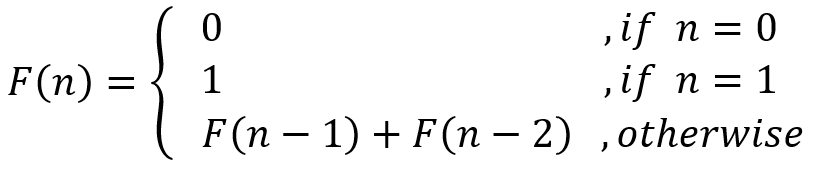 0 , if n = 0
F(n) = { 1 , if n = 1
F(n − 1) + F(n − 2) , otherwise